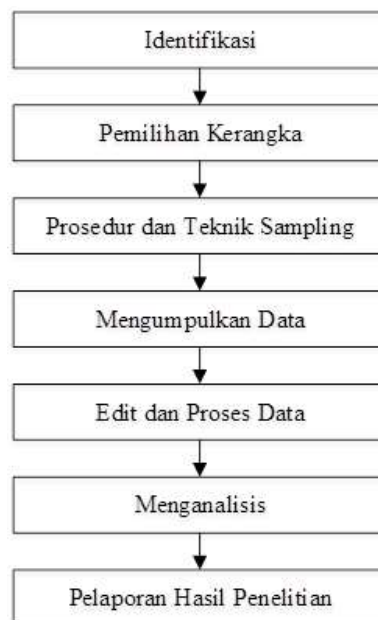 Identifikasi
Pemilihan Kerangka
Prosedur dan Teknik Sampling
Mengumpulkan Data
Edit dan Proses Data
Menganalisis
Pelaporan Hasil Penelitian